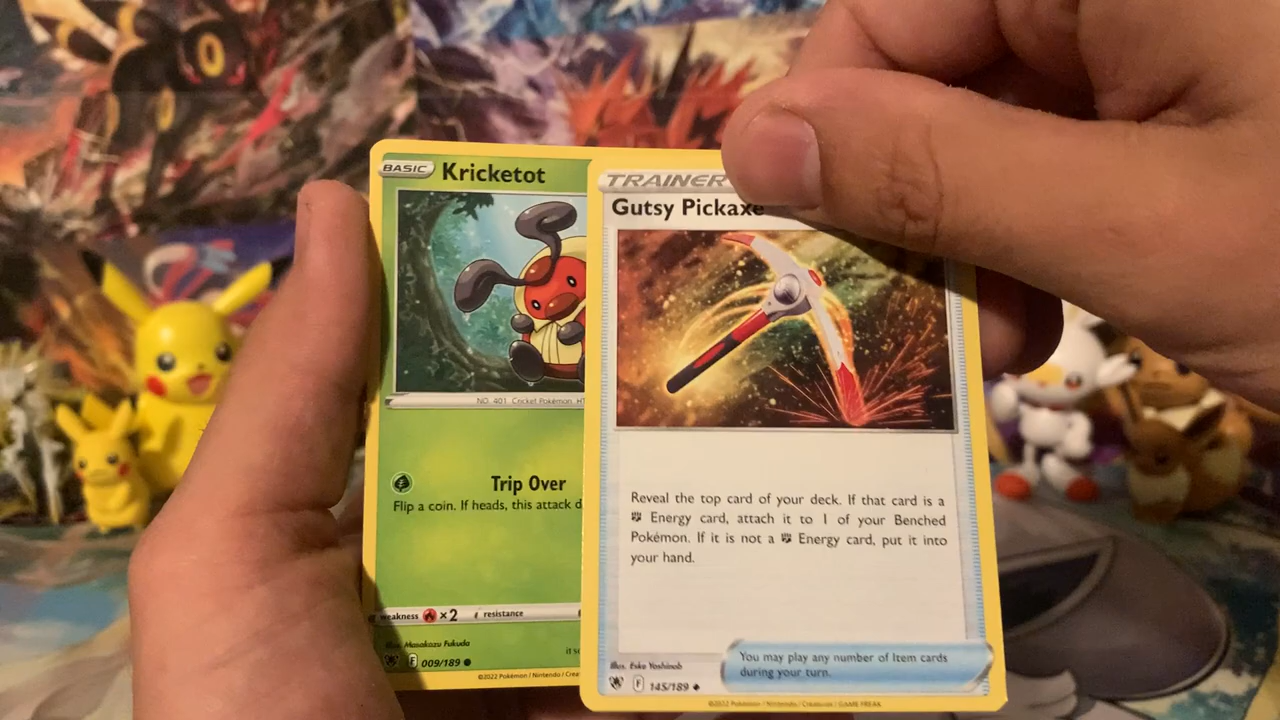 BASIC Kricketot
NO. 401 Cricket Pokémon HT
Trip Over
Flip a coin. If heads, this attack d
weakness ×2 resistance
Illus. Masakazu Fukuda
F 009/189
©2022 Pokémon / Nintendo / Crea
TRAINER
Gutsy Pickaxe
Reveal the top card of your deck. If that card is a
Energy card, attach it to 1 of your Benched
Pokémon. If it is not a Energy card, put it into
your hand.
You may play any number of Item cards
during your turn.
Illus. Eske Yoshinob
F 145/189
©2022 Pokémon / Nintendo / Creatures / GAME FREAK